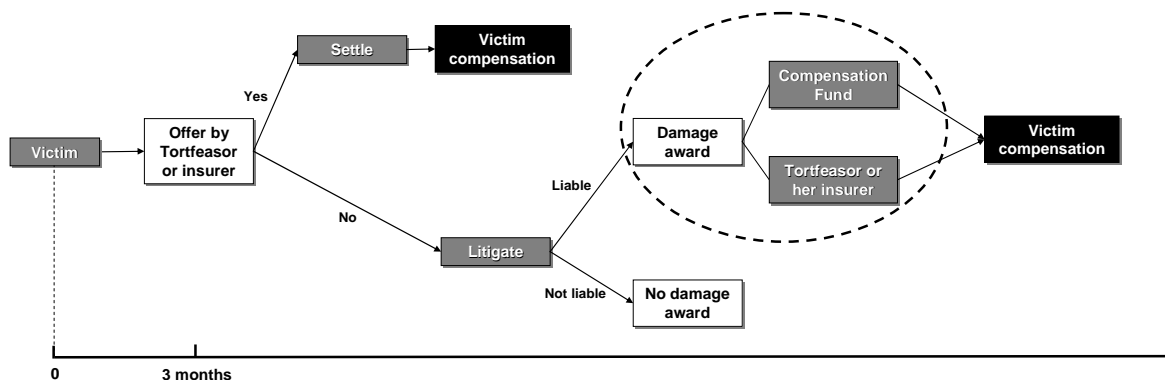 Victim
Offer by
Tortfeasor
or insurer
Yes
Settle
Victim
compensation
No
Litigate
Liable
Damage
award
Compensation
Fund
Tortfeasor or
her insurer
Victim
compensation
Not liable
No damage
award
0
3 months